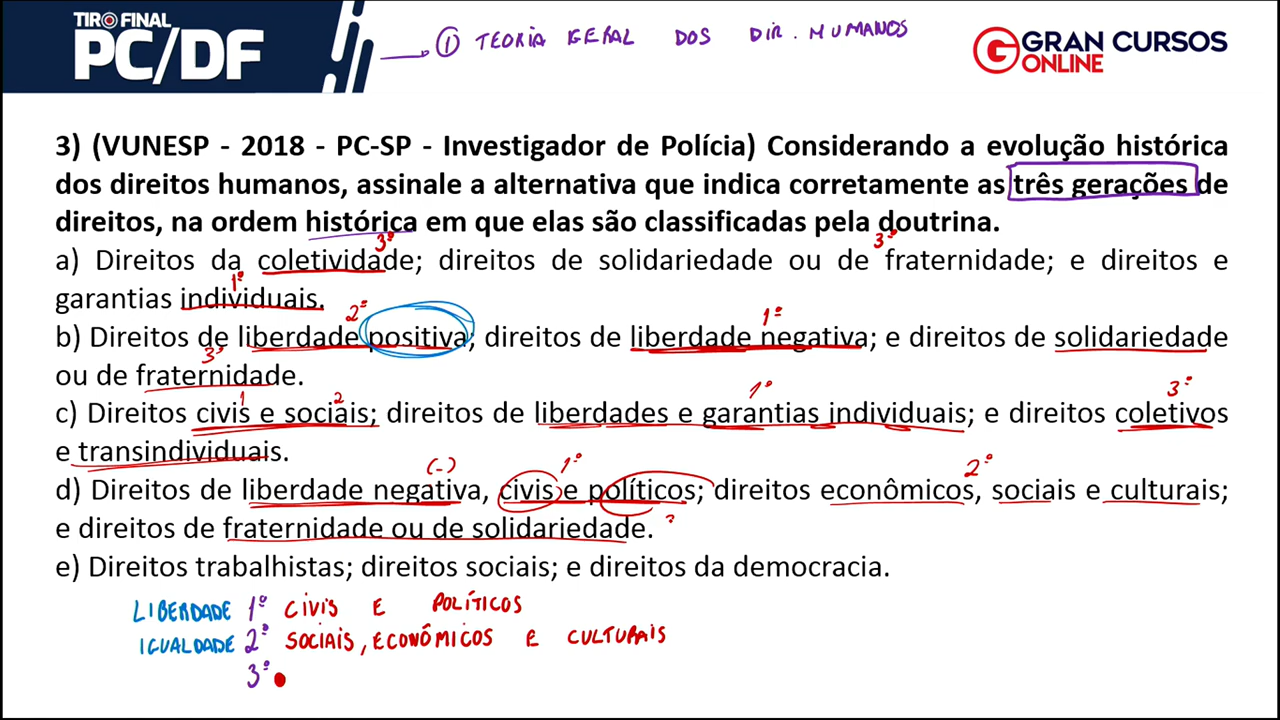 TIRO FINAL
PC/DF
① TEORIA GERAL DOS DIR. HUMANOS
G GRAN CURSOS
ONLINE
3) (VUNESP - 2018 - PC-SP - Investigador de Polícia) Considerando a evolução histórica
dos direitos humanos, assinale a alternativa que indica corretamente as três gerações de
direitos, na ordem histórica em que elas são classificadas pela doutrina.
3º 3º
a) Direitos da coletividade; direitos de solidariedade ou de fraternidade; e direitos e
1º
garantias individuais.
2º 1º
b) Direitos de liberdade positiva; direitos de liberdade negativa; e direitos de solidariedade
3º
ou de fraternidade.
1 2 1º 3º
c) Direitos civis e sociais; direitos de liberdades e garantias individuais; e direitos coletivos
e transindividuais.
(-) 1º 2º
d) Direitos de liberdade negativa, civis e políticos; direitos econômicos, sociais e culturais;
e direitos de fraternidade ou de solidariedade.
e) Direitos trabalhistas; direitos sociais; e direitos da democracia.
LIBERDADE 1º CIVIS E POLÍTICOS
IGUALDADE 2º SOCIAIS, ECONÔMICOS E CULTURAIS
3º